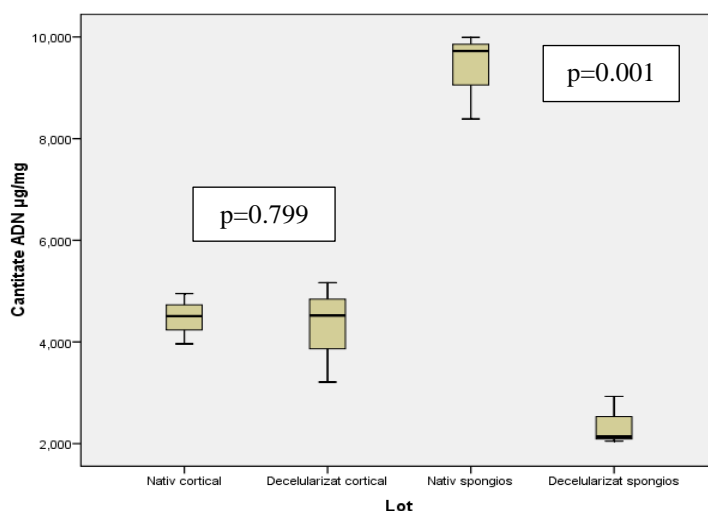 10,000
p=0.001
8,000
p=0.799
6,000
Cantitate ADN µg/mg
4,000
2,000
Nativ cortical
Decelularizat cortical
Nativ spongios
Decelularizat spongios
Lot